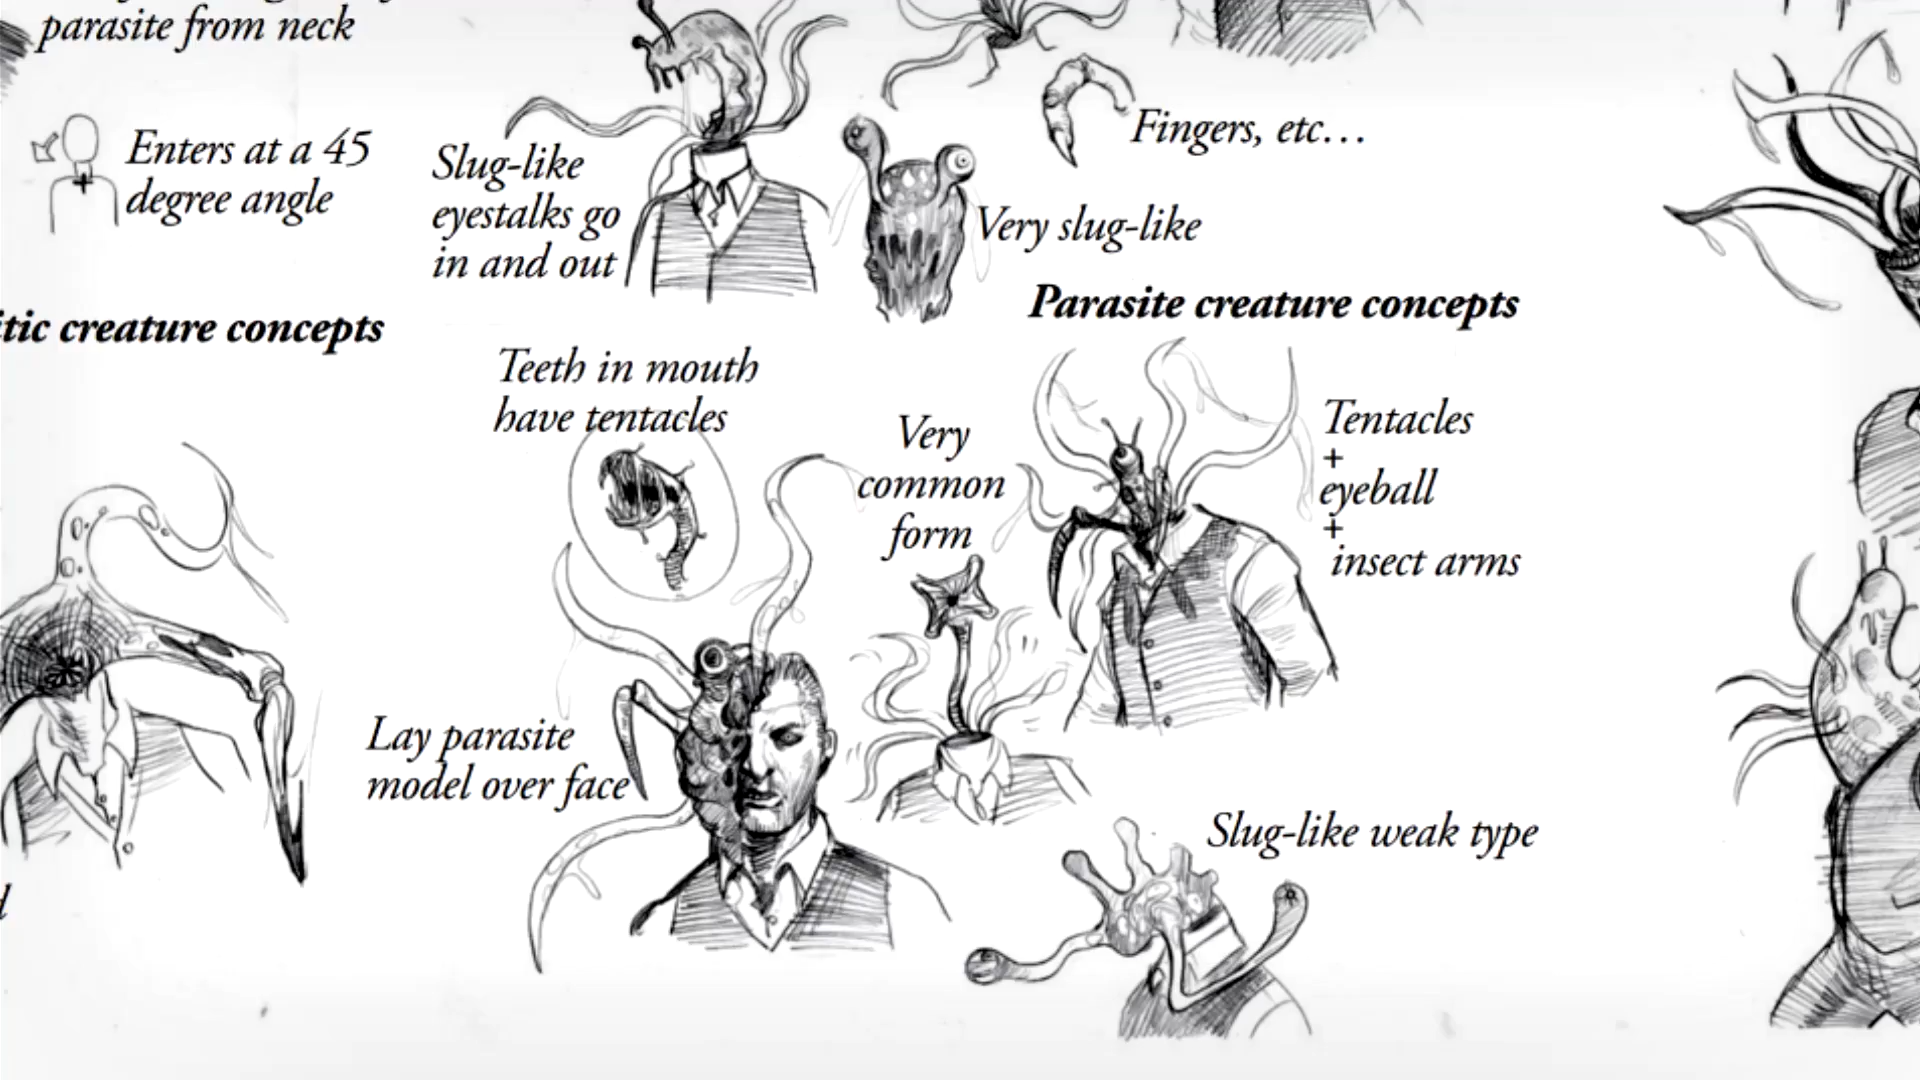 parasite from neck
Enters at a 45
degree angle
Slug-like
eyestalks go
in and out
Fingers, etc…
Very slug-like
Parasite creature concepts
creature concepts
Teeth in mouth
have tentacles
Very
common
form
Tentacles
+
eyeball
+
insect arms
Lay parasite
model over face
Slug-like weak type